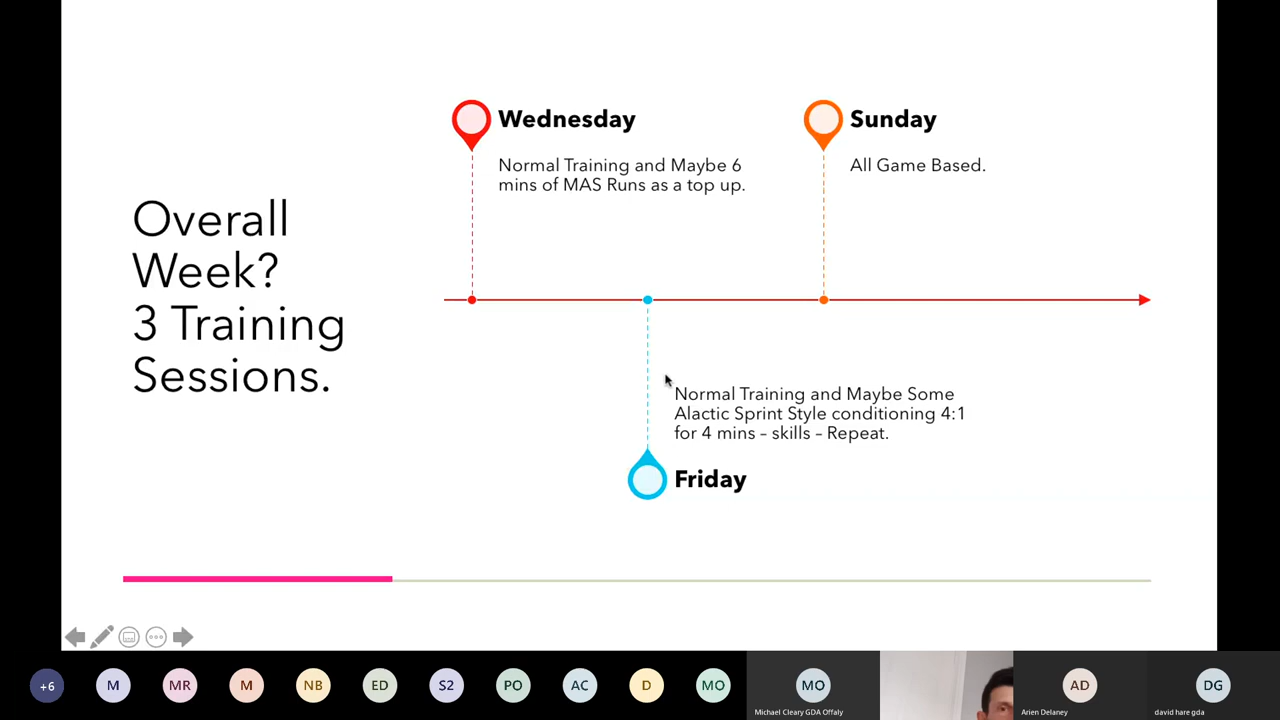 Overall
Week?
3 Training
Sessions.
Wednesday
Normal Training and Maybe 6
mins of MAS Runs as a top up.
Sunday
All Game Based.
Normal Training and Maybe Some
Alactic Sprint Style conditioning 4:1
for 4 mins – skills – Repeat.
Friday
+6
M
MR
M
NB
ED
S2
PO
AC
D
MO
MO
AD
DG
Michael Cleary GDA Offaly
Arien Delaney
david hare gda